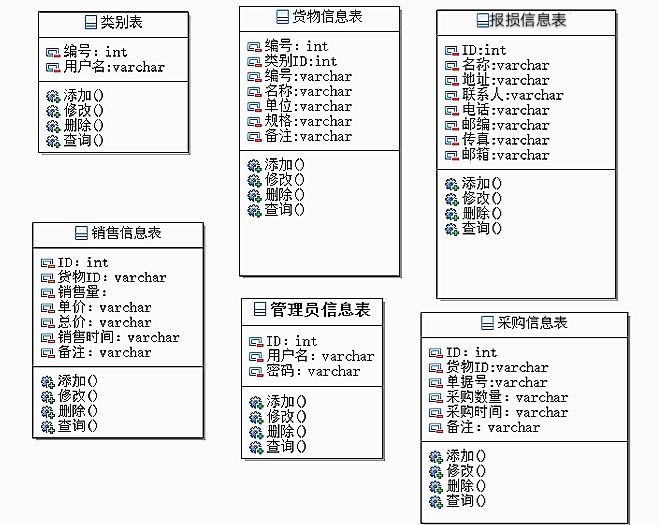 类别表
编号：int
用户名:varchar
添加()
修改()
删除()
查询()
货物信息表
编号：int
类别ID:int
编号:varchar
名称:varchar
单位:varchar
规格:varchar
备注:varchar
添加()
修改()
删除()
查询()
报损信息表
ID:int
名称:varchar
地址:varchar
联系人:varchar
电话:varchar
邮编:varchar
传真:varchar
邮箱:varchar
添加()
修改()
删除()
查询()
销售信息表
ID：int
货物ID：varchar
销售量：
单价：varchar
总价：varchar
销售时间：varchar
备注：varchar
添加()
修改()
删除()
查询()
管理员信息表
ID：int
用户名：varchar
密码：varchar
添加()
修改()
删除()
查询()
采购信息表
ID：int
货物ID:varchar
单据号:varchar
采购数量：varchar
采购时间：varchar
备注：varchar
添加()
修改()
删除()
查询()